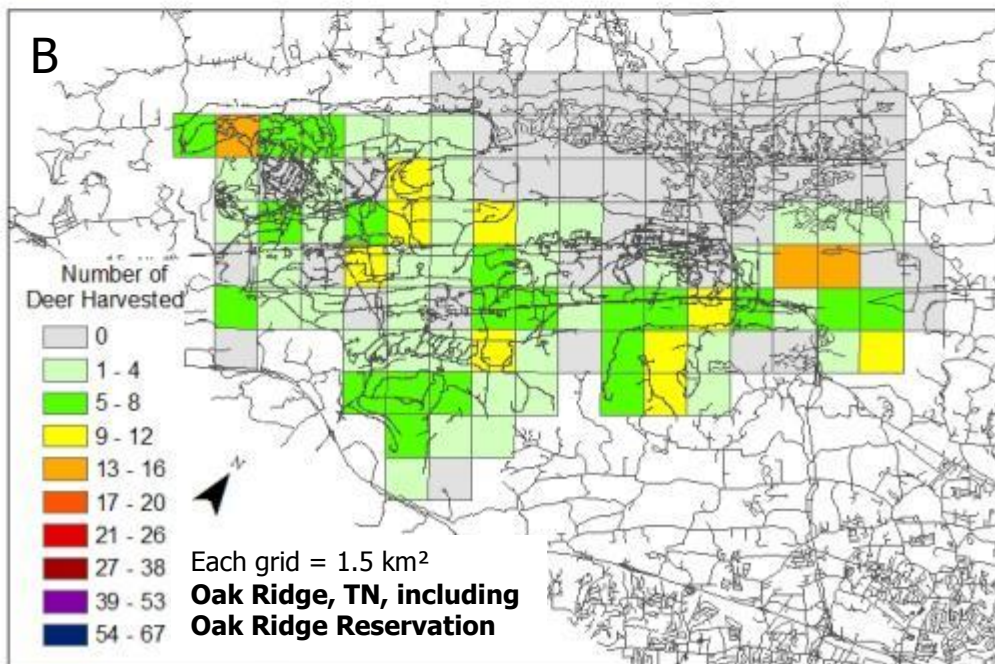 B
N
Number of
Deer Harvested
0
1 - 4
5 - 8
9 - 12
13 - 16
17 - 20
21 - 26
27 - 38
39 - 53
54 - 67
Each grid = 1.5 km²
Oak Ridge, TN, including
Oak Ridge Reservation